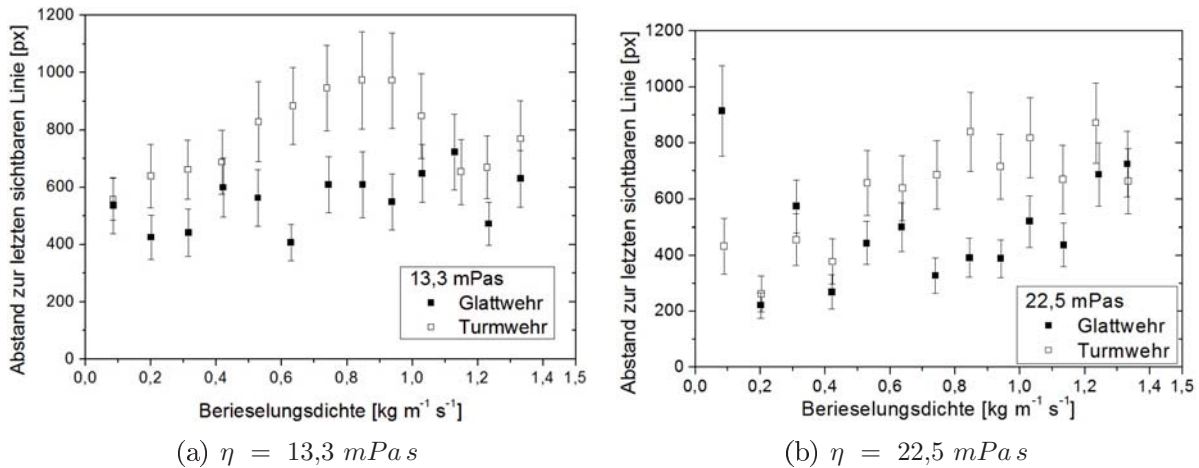 1200
1000
800
600
400
200
0
Abstand zur letzten sichtbaren Linie [px]
13,3 mPas
Glattwehr
Turmwehr
0,0 0,2 0,4 0,6 0,8 1,0 1,2 1,4 1,5
Berieselungsdichte [kg m⁻¹ s⁻¹]
(a) η = 13,3 mPa s
1200
1000
800
600
400
200
0
Abstand zur letzten sichtbaren Linie [px]
22,5 mPas
Glattwehr
Turmwehr
0,0 0,2 0,4 0,6 0,8 1,0 1,2 1,4 1,5
Berieselungsdichte [kg m⁻¹ s⁻¹]
(b) η = 22,5 mPa s